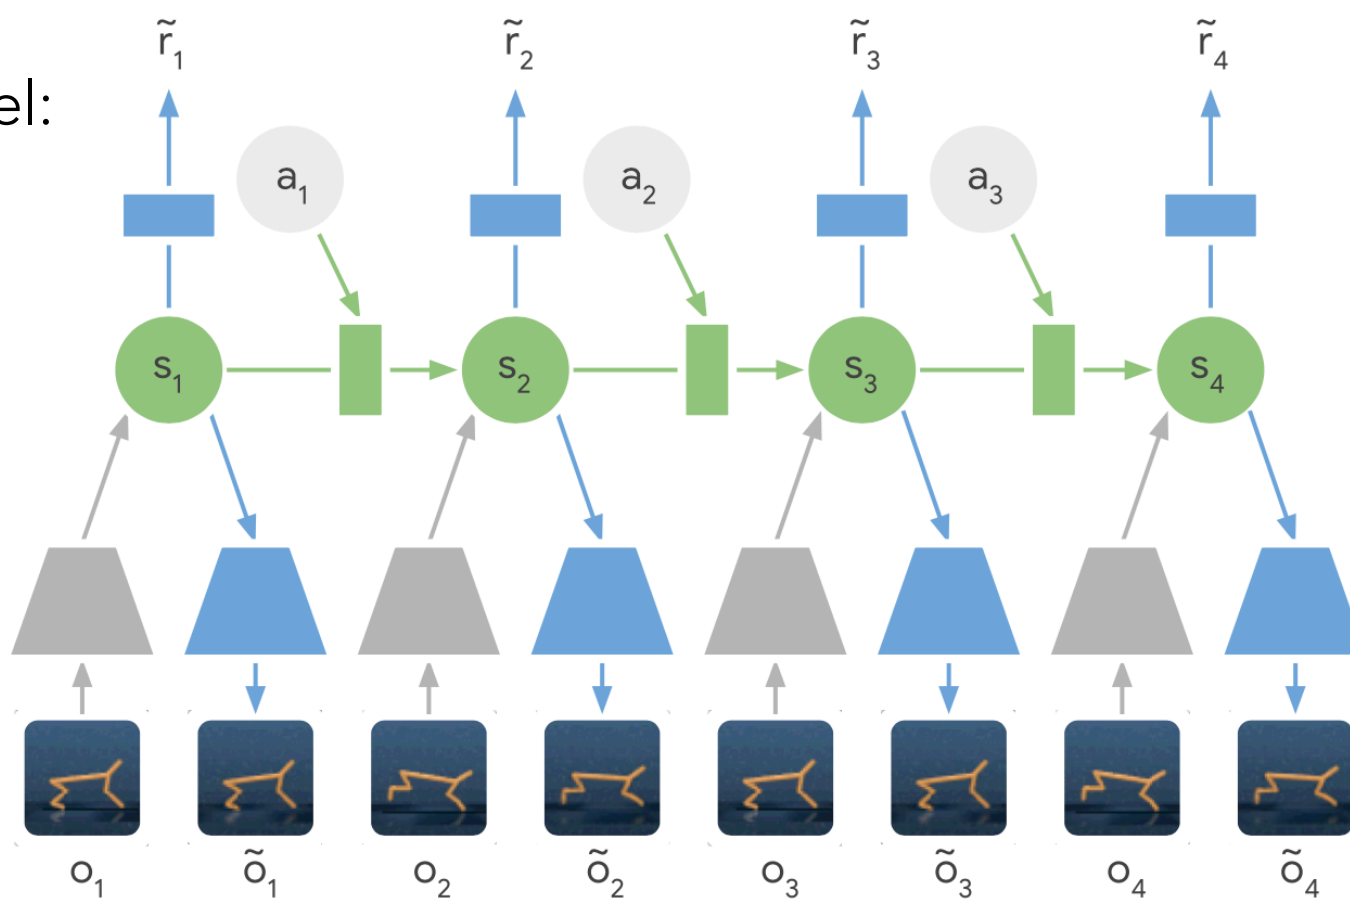 r̃₁ r̃₂ r̃₃ r̃₄
el:
a₁ a₂ a₃
s₁ s₂ s₃ s₄
o₁ õ₁ o₂ õ₂ o₃ õ₃ o₄ õ₄